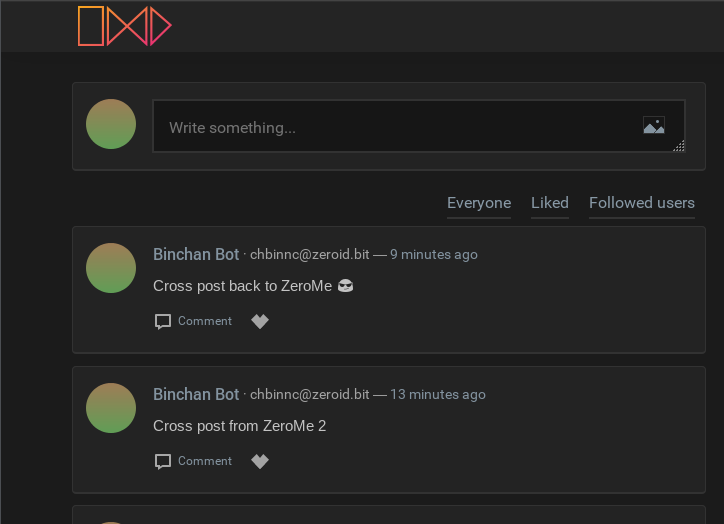 Write something...
Everyone Liked Followed users
Binchan Bot · chbinnc@zeroid.bit — 9 minutes ago
Cross post back to ZeroMe 😎
Comment
Binchan Bot · chbinnc@zeroid.bit — 13 minutes ago
Cross post from ZeroMe 2
Comment